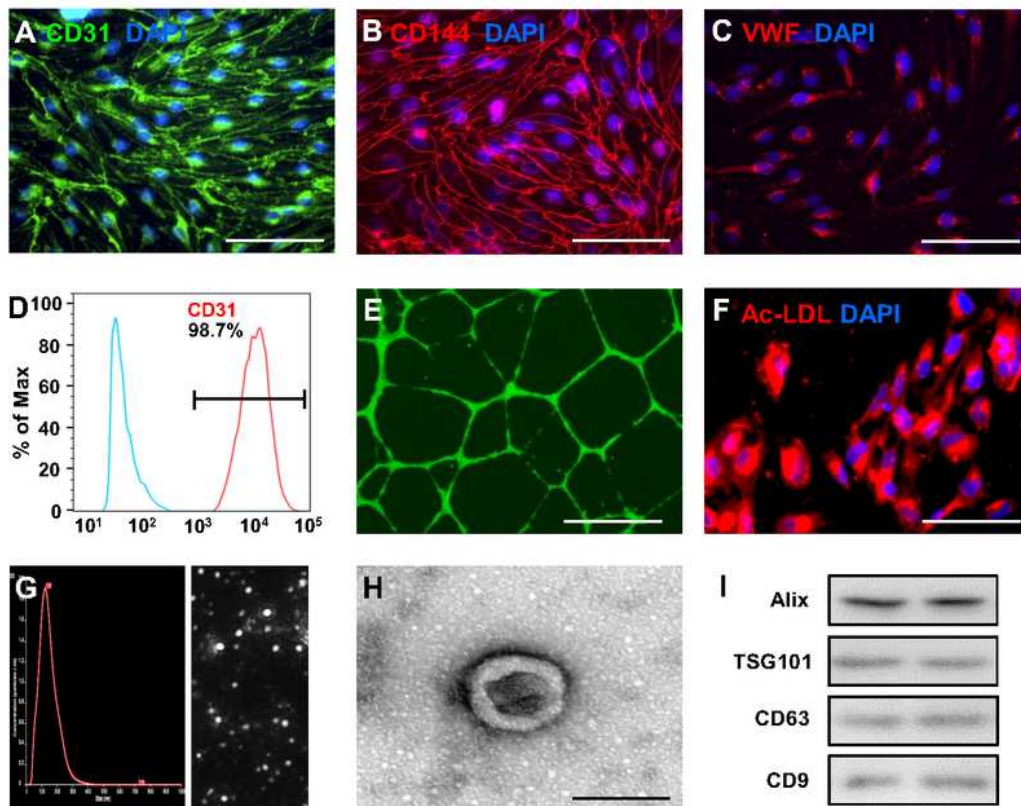 A CD31 DAPI
B CD144 DAPI
C VWF DAPI
D
CD31
98.7%
% of Max
100
80
60
40
20
0
10¹ 10² 10³ 10⁴ 10⁵
E
F Ac-LDL DAPI
G
H
I
Alix
TSG101
CD63
CD9